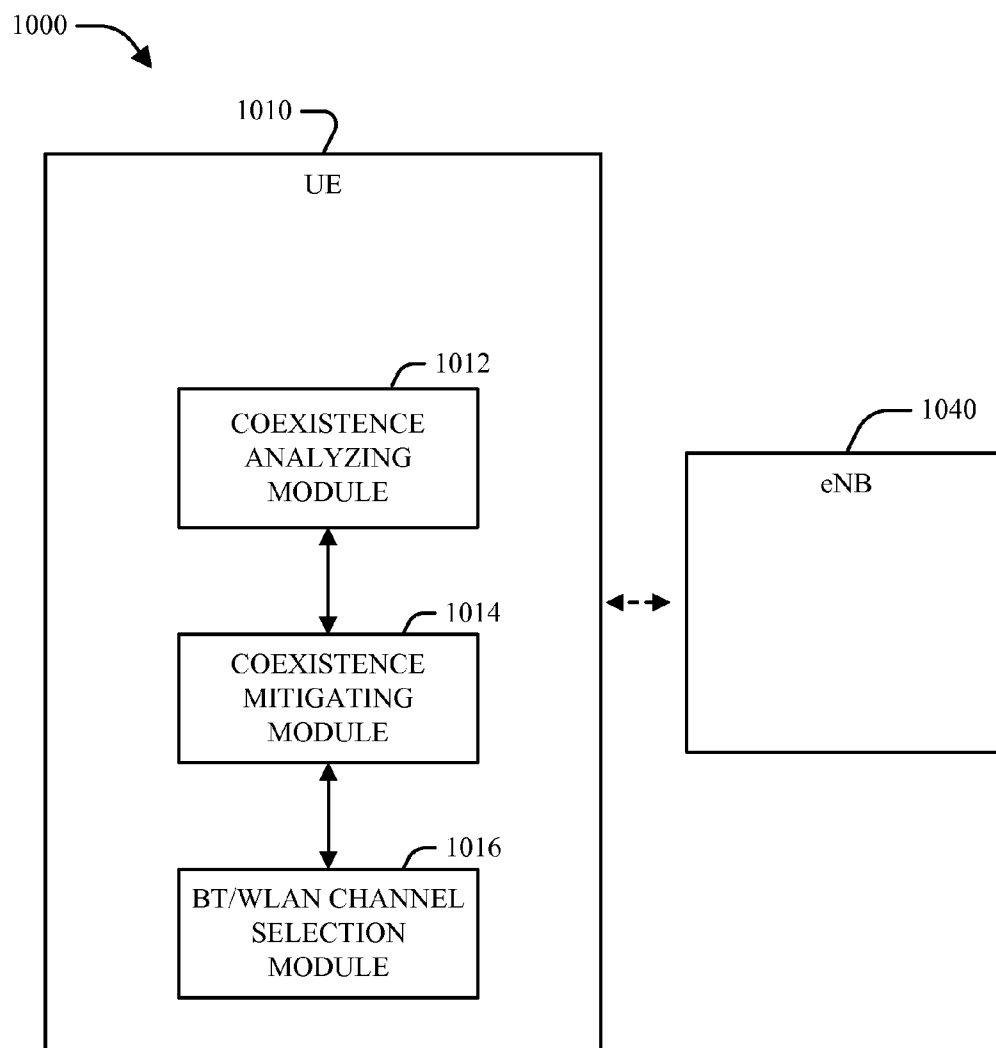 1000
1010
UE
1012
COEXISTENCE
ANALYZING
MODULE
1040
eNB
1014
COEXISTENCE
MITIGATING
MODULE
1016
BT/WLAN CHANNEL
SELECTION
MODULE